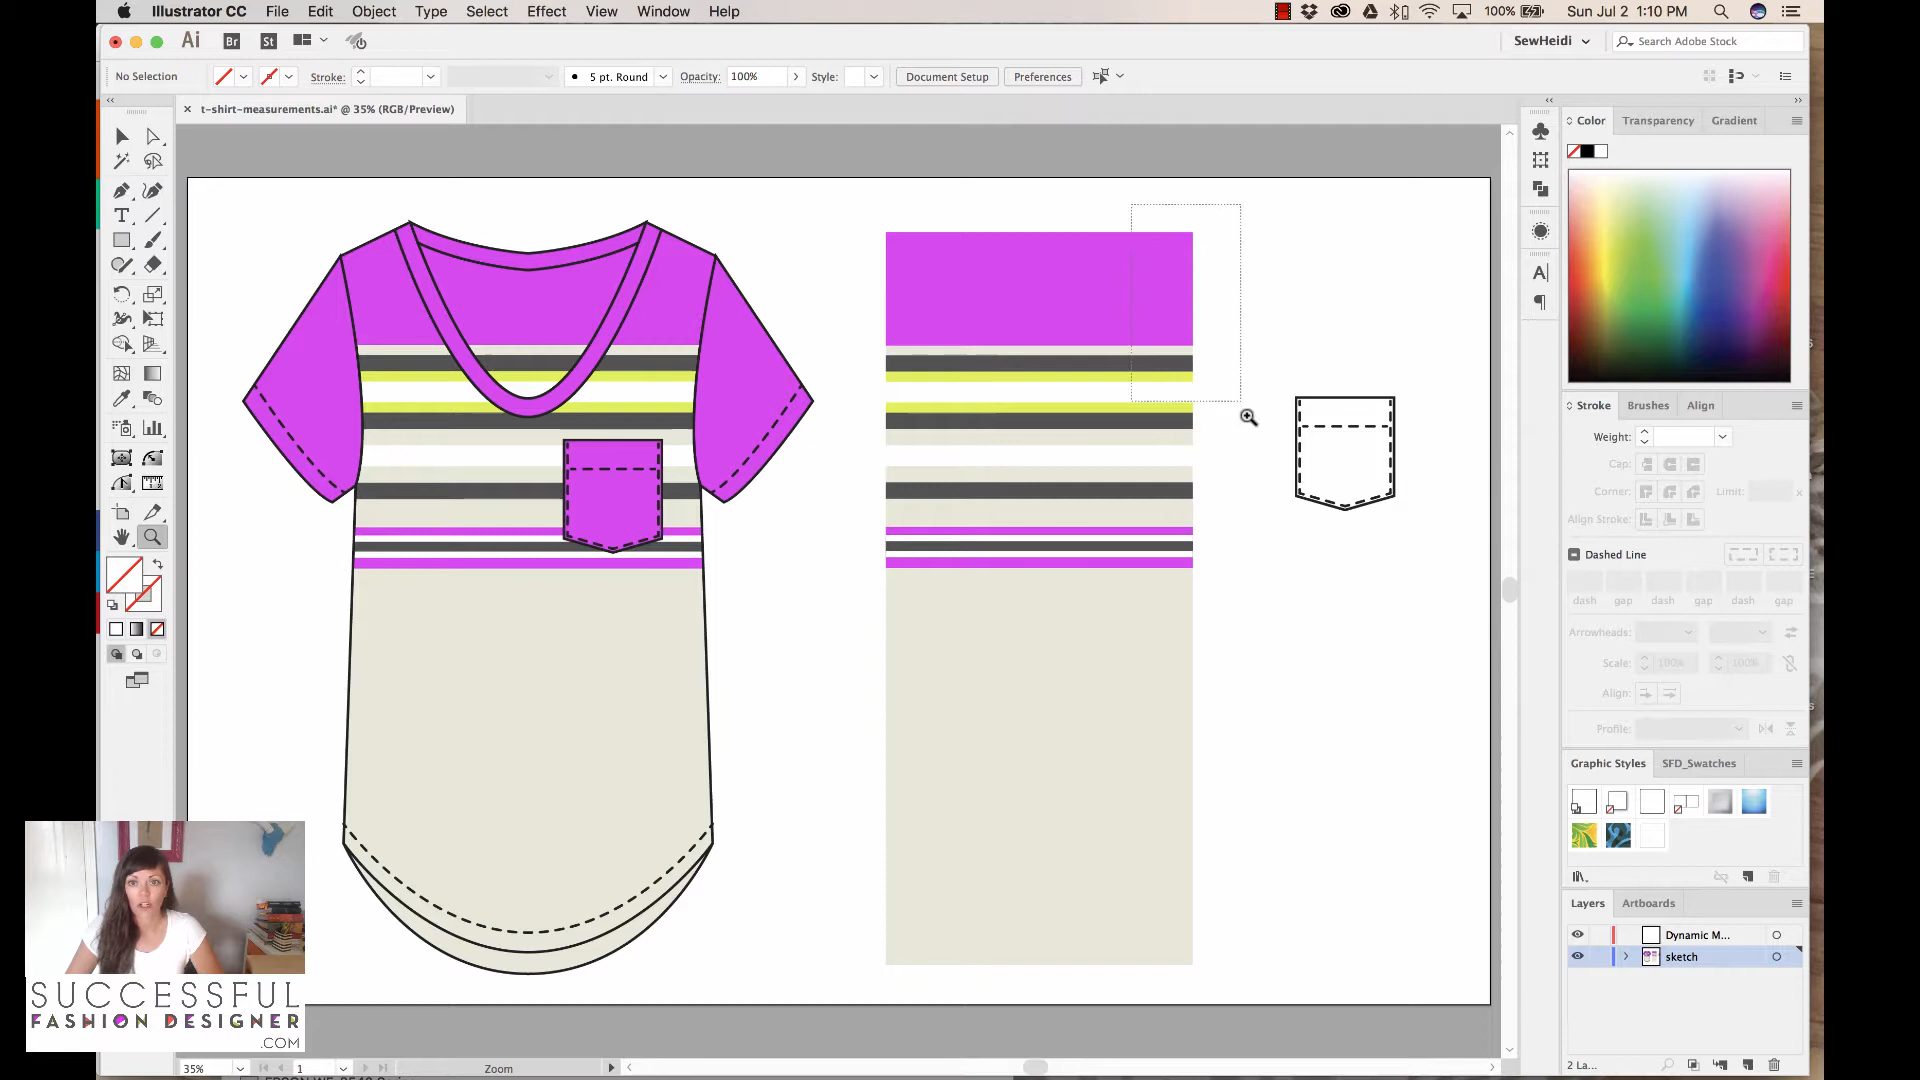 Illustrator CC File Edit Object Type Select Effect View Window Help 100% Sun Jul 2 1:10 PM
Ai Br St SewHeidi Search Adobe Stock
No Selection Stroke: 5 pt. Round Opacity: 100% Style: Document Setup Preferences
t-shirt-measurements.ai* @ 35% (RGB/Preview)
Color Transparency Gradient
Stroke Brushes Align
Weight:
Cap:
Corner: Limit: x
Align Stroke:
Dashed Line
dash gap dash gap dash gap
Arrowheads:
Scale: 100% 100%
Align:
Profile:
Graphic Styles SFD_Swatches
Layers Artboards
Dynamic M...
sketch
2 La...
35% 1 Zoom
SUCCESSFUL
FASHION DESIGNER
.COM